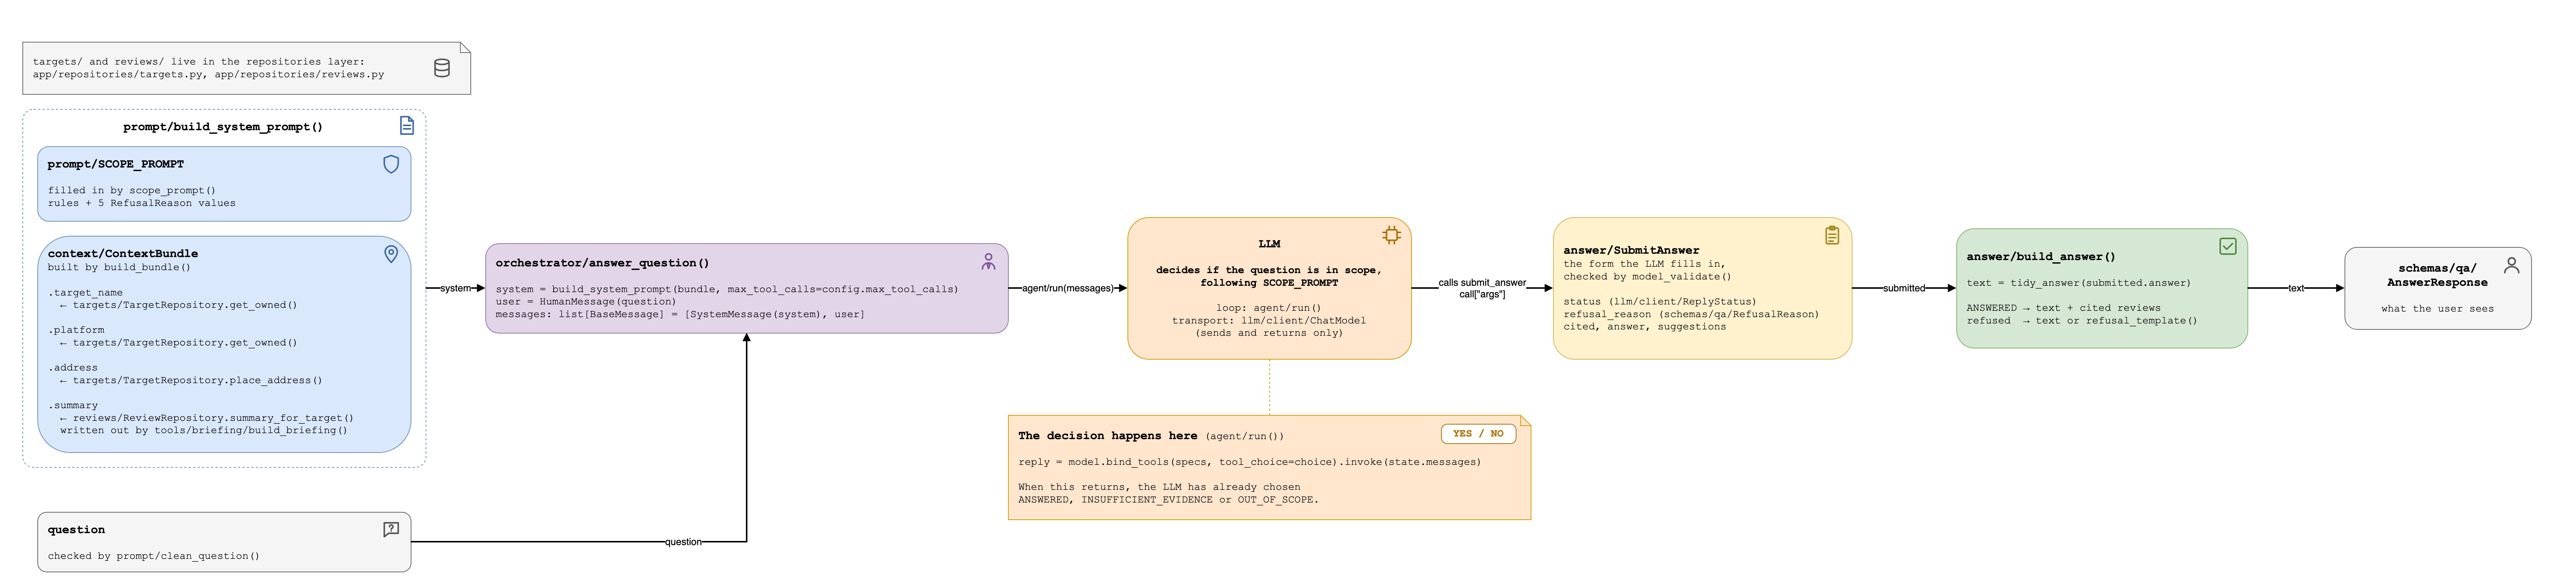 targets/ and reviews/ live in the repositories layer:
app/repositories/targets.py, app/repositories/reviews.py
prompt/build_system_prompt()
prompt/SCOPE_PROMPT
filled in by scope_prompt()
rules + 5 RefusalReason values
context/ContextBundle
built by build_bundle()
.target_name
← targets/TargetRepository.get_owned()
.platform
← targets/TargetRepository.get_owned()
.address
← targets/TargetRepository.place_address()
.summary
← reviews/ReviewRepository.summary_for_target()
written out by tools/briefing/build_briefing()
question
checked by prompt/clean_question()
system
question
orchestrator/answer_question()
system = build_system_prompt(bundle, max_tool_calls=config.max_tool_calls)
user = HumanMessage(question)
messages: list[BaseMessage] = [SystemMessage(system), user]
agent/run(messages)
LLM
decides if the question is in scope,
following SCOPE_PROMPT
loop: agent/run()
transport: llm/client/ChatModel
(sends and returns only)
The decision happens here (agent/run())
YES / NO
reply = model.bind_tools(specs, tool_choice=choice).invoke(state.messages)
When this returns, the LLM has already chosen
ANSWERED, INSUFFICIENT_EVIDENCE or OUT_OF_SCOPE.
calls submit_answer
call["args"]
answer/SubmitAnswer
the form the LLM fills in,
checked by model_validate()
status (llm/client/ReplyStatus)
refusal_reason (schemas/qa/RefusalReason)
cited, answer, suggestions
submitted
answer/build_answer()
text = tidy_answer(submitted.answer)
ANSWERED → text + cited reviews
refused → text or refusal_template()
text
schemas/qa/
AnswerResponse
what the user sees